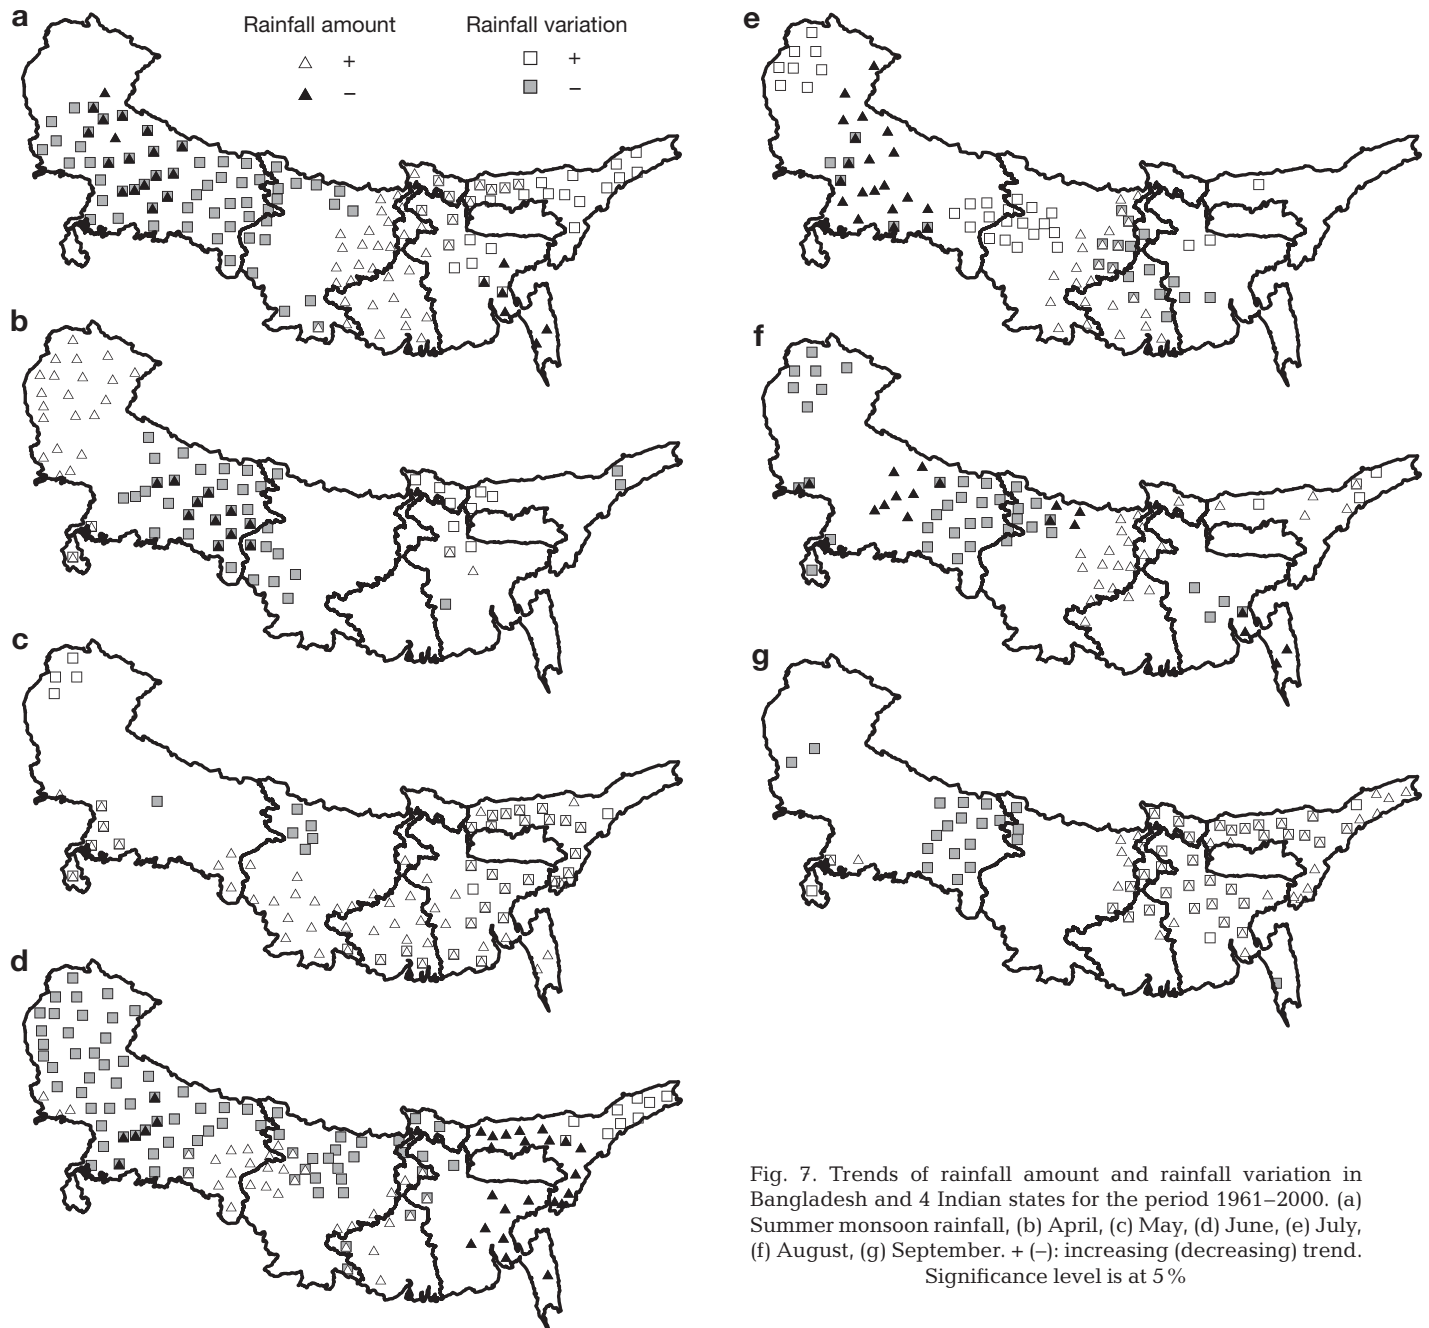 a
Rainfall amount
Rainfall variation
+
+
–
–
e
b
f
c
g
d
Fig. 7. Trends of rainfall amount and rainfall variation in
Bangladesh and 4 Indian states for the period 1961–2000. (a)
Summer monsoon rainfall, (b) April, (c) May, (d) June, (e) July,
(f) August, (g) September. + (–): increasing (decreasing) trend.
Significance level is at 5 %